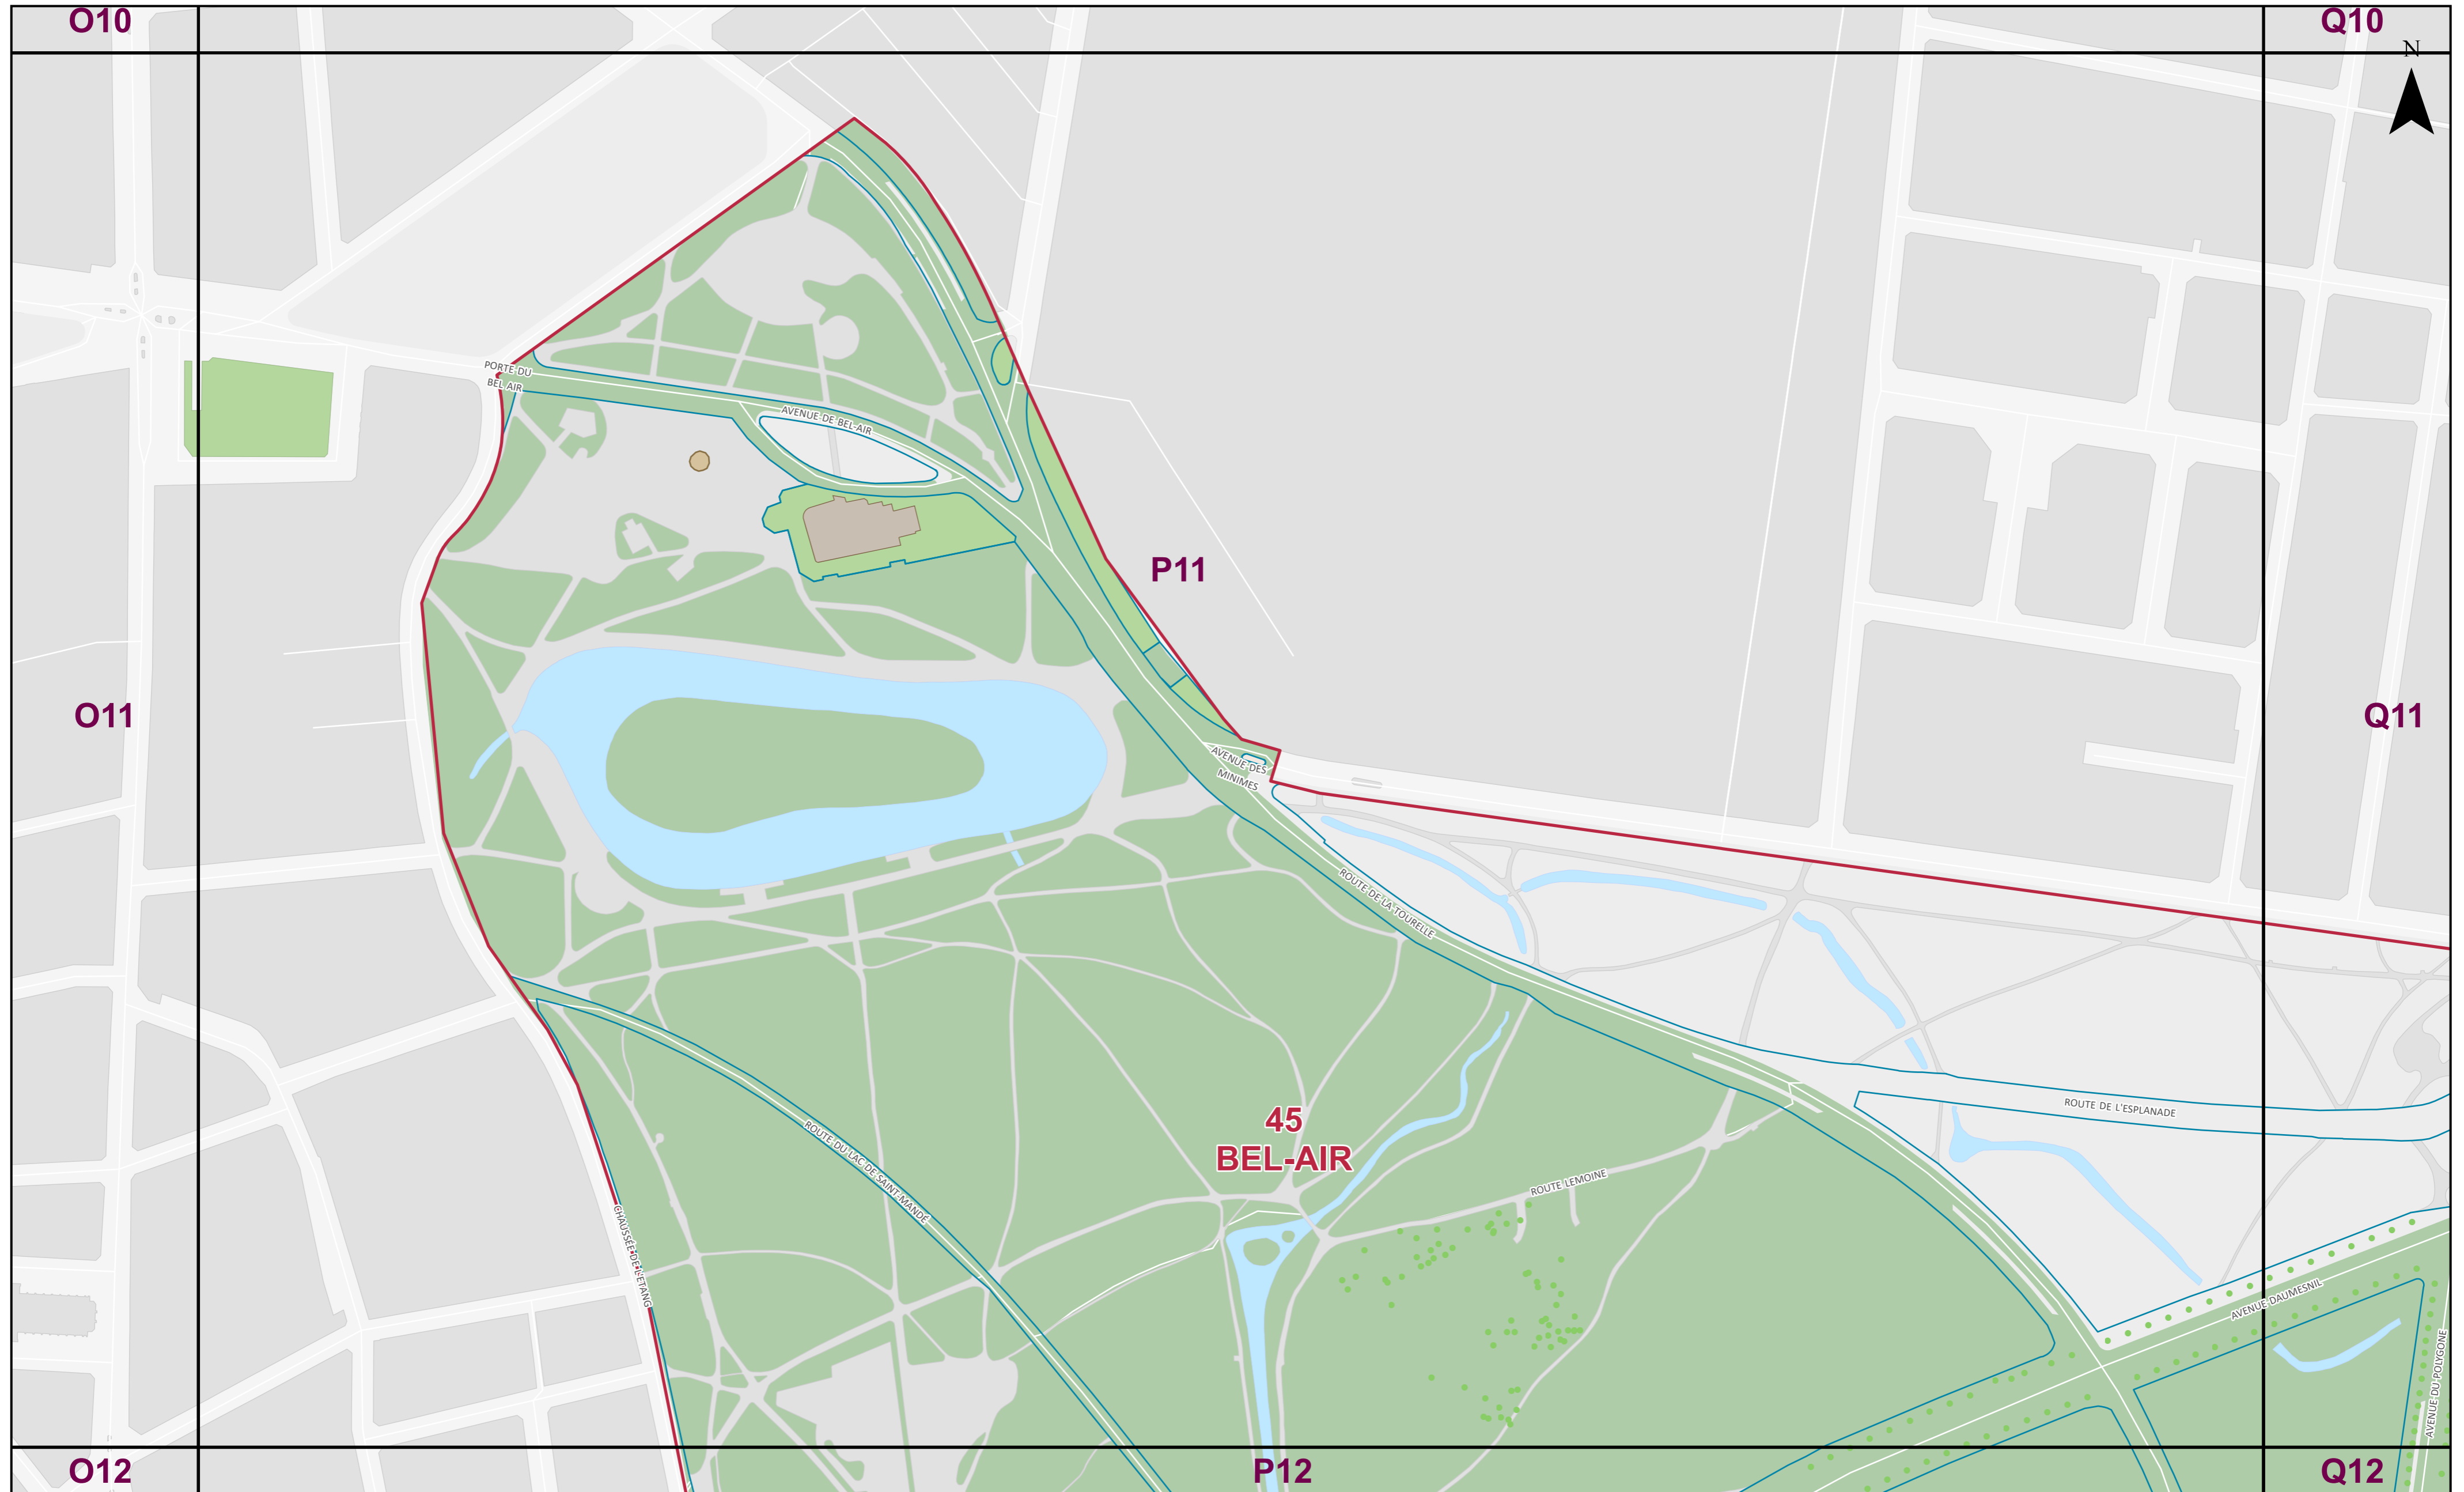 O10
Q10
N
PORTE DU
BEL AIR
AVENUE DE BEL-AIR
P11
O11
Q11
AVENUE DES
MINIMES
ROUTE DE LA TOURELLE
ROUTE DE L'ESPLANADE
45
BEL-AIR
ROUTE DU LAC DE SAINT-MANDÉ
ROUTE LEMOINE
CHAUSSÉE DE L'ETANG
AVENUE DAUMESNIL
AVENUE DU POLYGONE
O12
P12
Q12